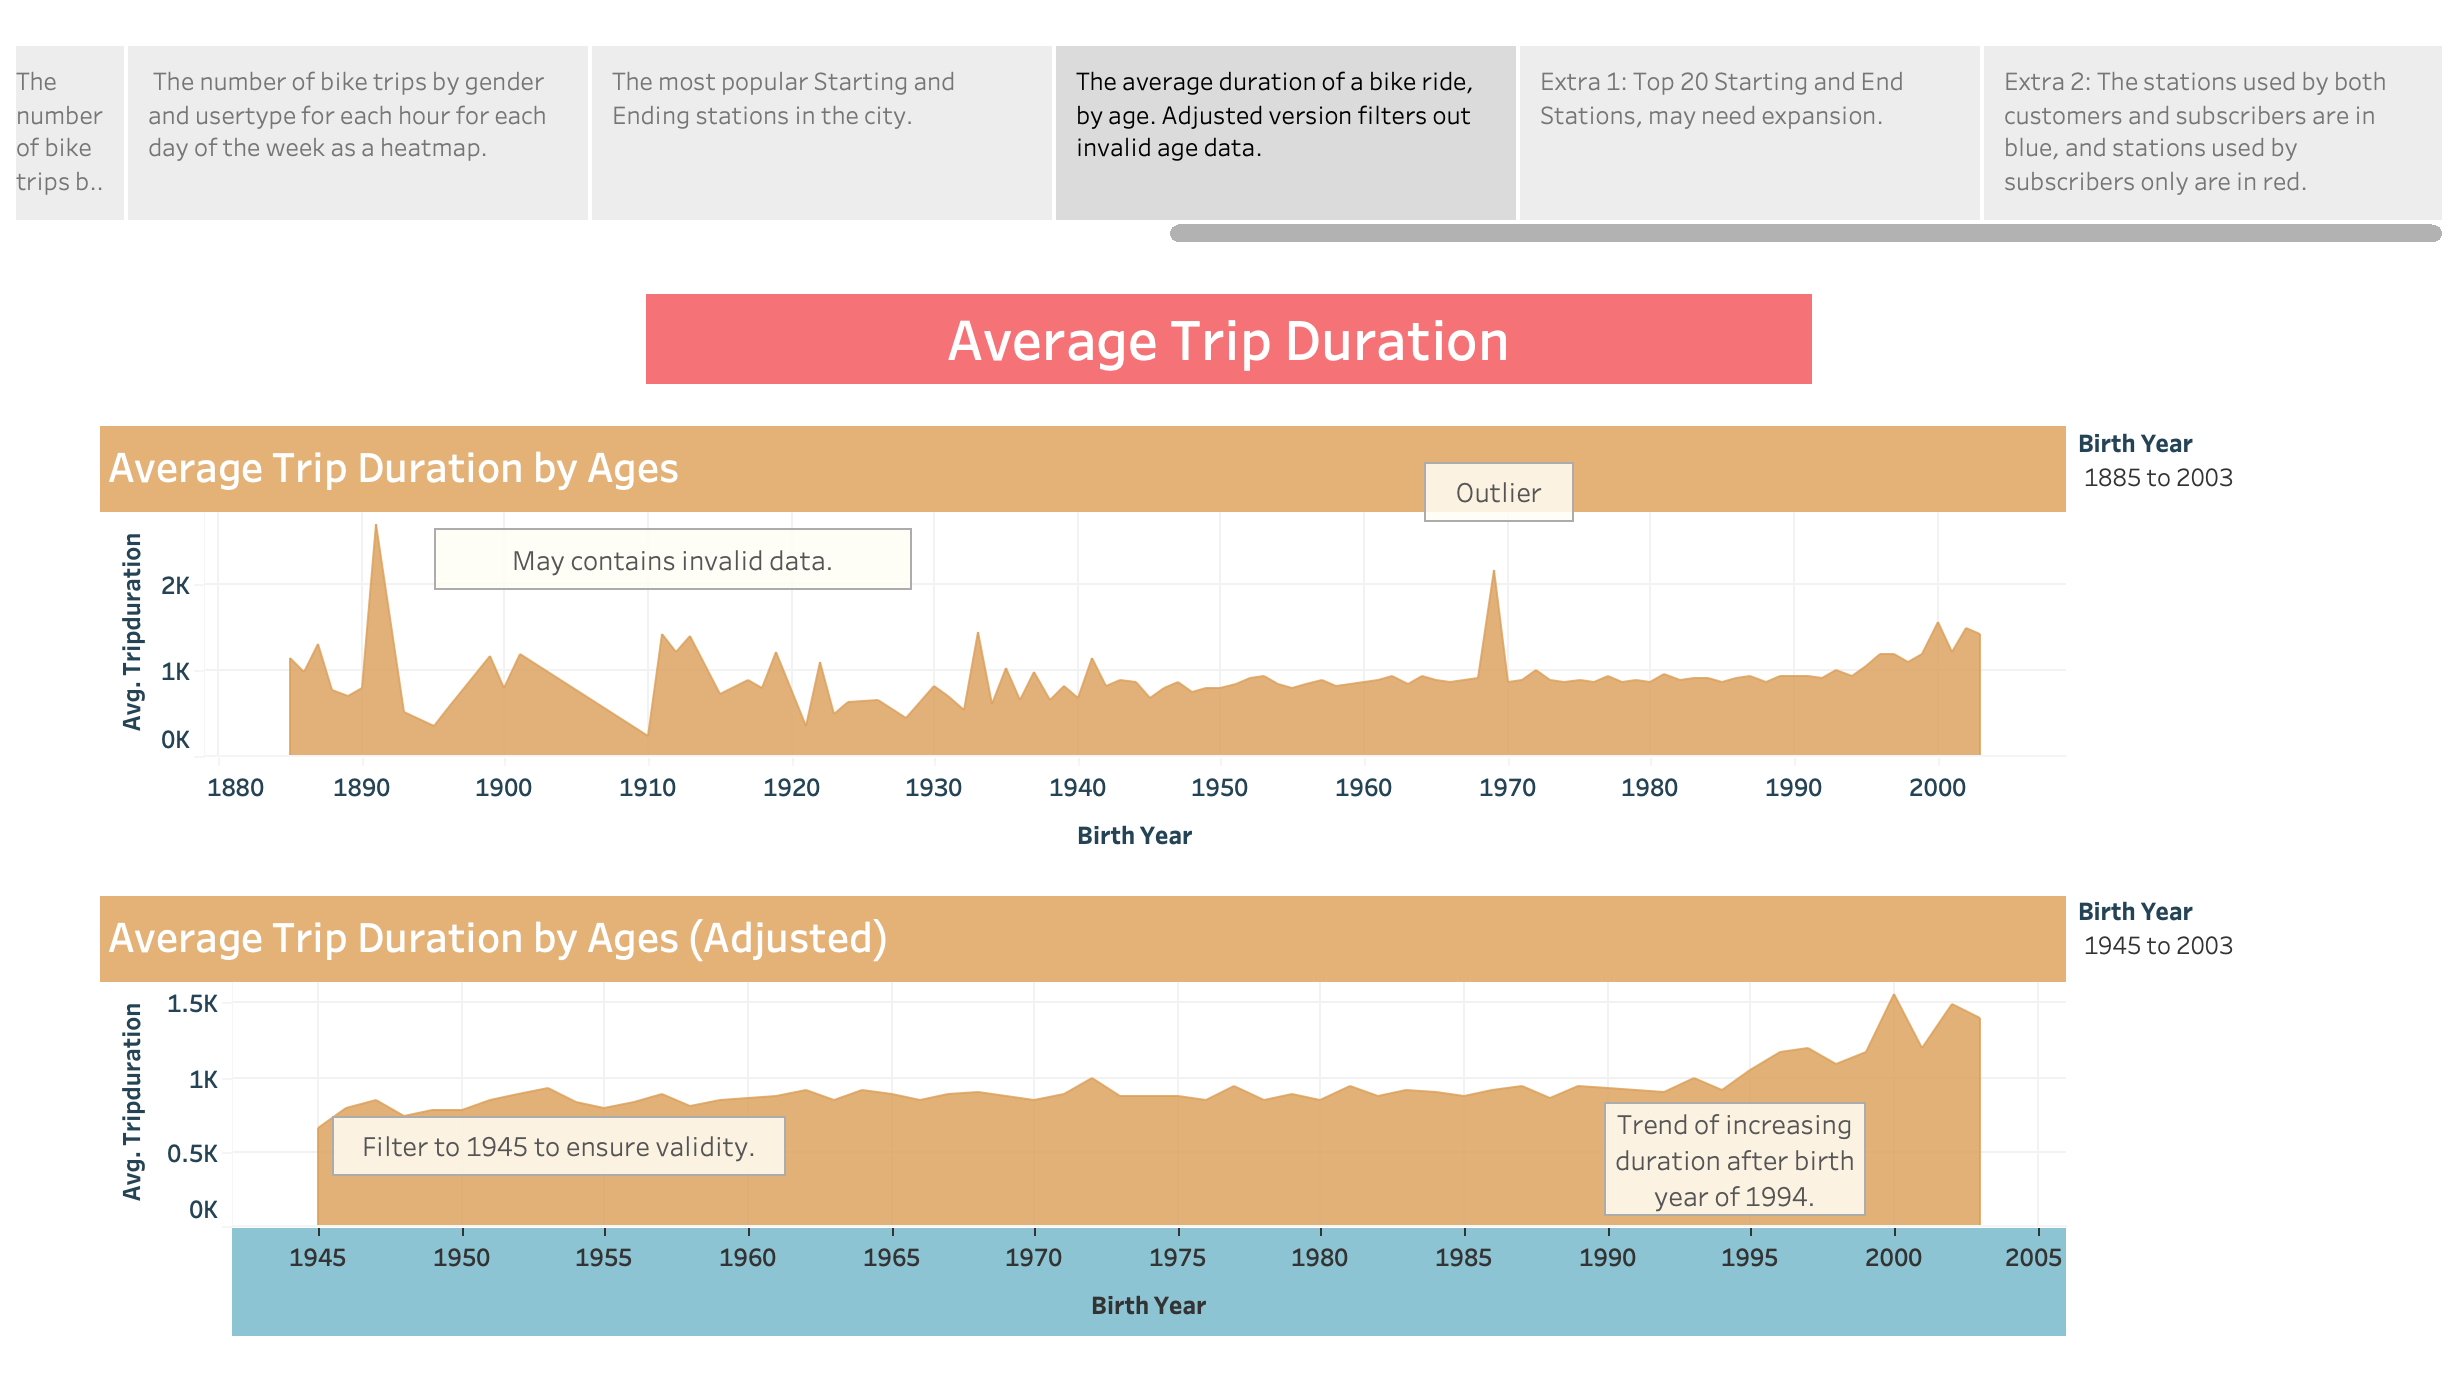 The
number
of bike
trips b..
The number of bike trips by gender
and usertype for each hour for each
day of the week as a heatmap.
The most popular Starting and
Ending stations in the city.
The average duration of a bike ride,
by age. Adjusted version filters out
invalid age data.
Extra 1: Top 20 Starting and End
Stations, may need expansion.
Extra 2: The stations used by both
customers and subscribers are in
blue, and stations used by
subscribers only are in red.
Average Trip Duration
Average Trip Duration by Ages
Birth Year
1885 to 2003
Outlier
May contains invalid data.
Avg. Tripduration
2K
1K
0K
1880 1890 1900 1910 1920 1930 1940 1950 1960 1970 1980 1990 2000
Birth Year
Average Trip Duration by Ages (Adjusted)
Birth Year
1945 to 2003
Avg. Tripduration
1.5K
1K
0.5K
0K
Filter to 1945 to ensure validity.
Trend of increasing
duration after birth
year of 1994.
1945 1950 1955 1960 1965 1970 1975 1980 1985 1990 1995 2000 2005
Birth Year